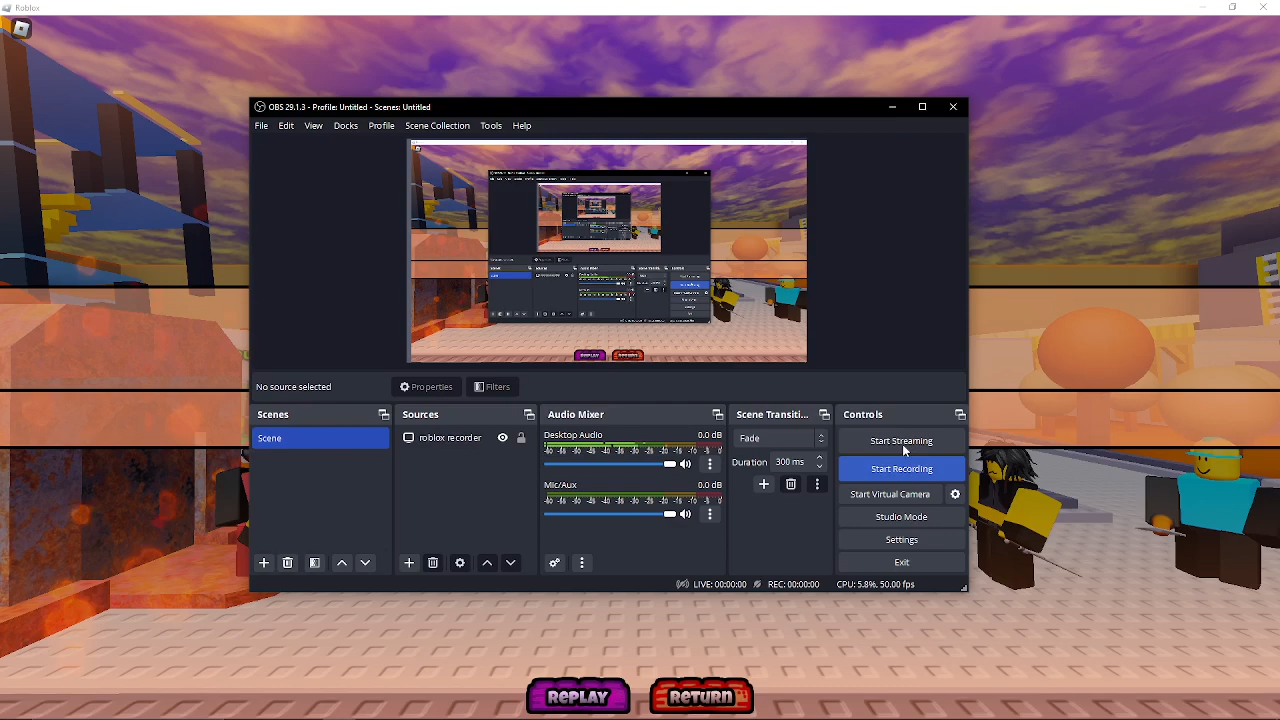 Roblox
OBS 29.1.3 - Profile: Untitled - Scenes: Untitled
File Edit View Docks Profile Scene Collection Tools Help
No source selected
Properties
Filters
Scenes
Scene
Sources
roblox recorder
Audio Mixer
Desktop Audio 0.0 dB
Mic/Aux 0.0 dB
Scene Transiti...
Fade
Duration 300 ms
Controls
Start Streaming
Start Recording
Start Virtual Camera
Studio Mode
Settings
Exit
LIVE: 00:00:00 REC: 00:00:00 CPU: 5.8%, 50.00 fps
REPLAY
RETURN